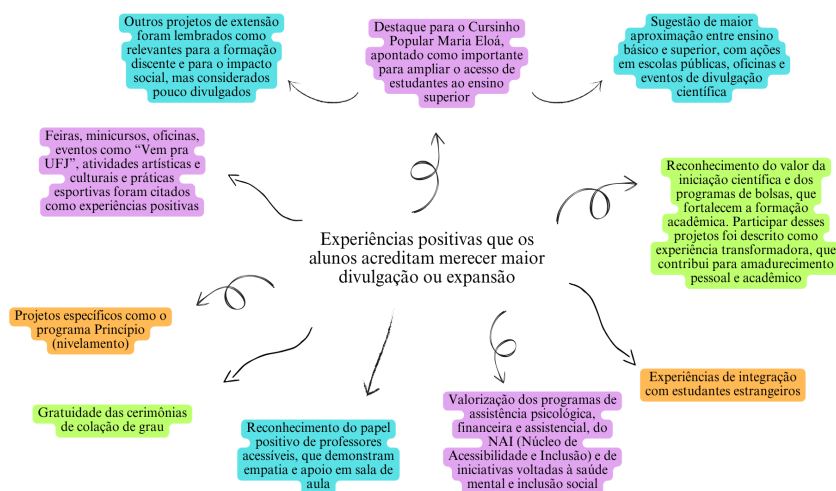 Outros projetos de extensão
foram lembrados como
relevantes para a formação
discente e para o impacto
social, mas considerados
pouco divulgados
Destaque para o Cursinho
Popular Maria Eloá,
apontado como importante
para ampliar o acesso de
estudantes ao ensino
superior
Sugestão de maior
aproximação entre ensino
básico e superior, com ações
em escolas públicas, oficinas e
eventos de divulgação
científica
Feiras, minicursos, oficinas,
eventos como “Vem pra
UFJ”, atividades artísticas e
culturais e práticas
esportivas foram citados
como experiências positivas
Reconhecimento do valor da
iniciação científica e dos
programas de bolsas, que
fortalecem a formação
acadêmica. Participar desses
projetos foi descrito como
experiência transformadora, que
contribui para amadurecimento
pessoal e acadêmico
Experiências positivas que os
alunos acreditam merecer maior
divulgação ou expansão
Projetos específicos como o
programa Princípio
(nivelamento)
Experiências de integração
com estudantes estrangeiros
Gratuidade das cerimônias
de colação de grau
Reconhecimento do papel
positivo de professores
acessíveis, que demonstram
empatia e apoio em sala de
aula
Valorização dos programas de
assistência psicológica,
financeira e assistencial, do
NAI (Núcleo de
Acessibilidade e Inclusão) e de
iniciativas voltadas à saúde
mental e inclusão social